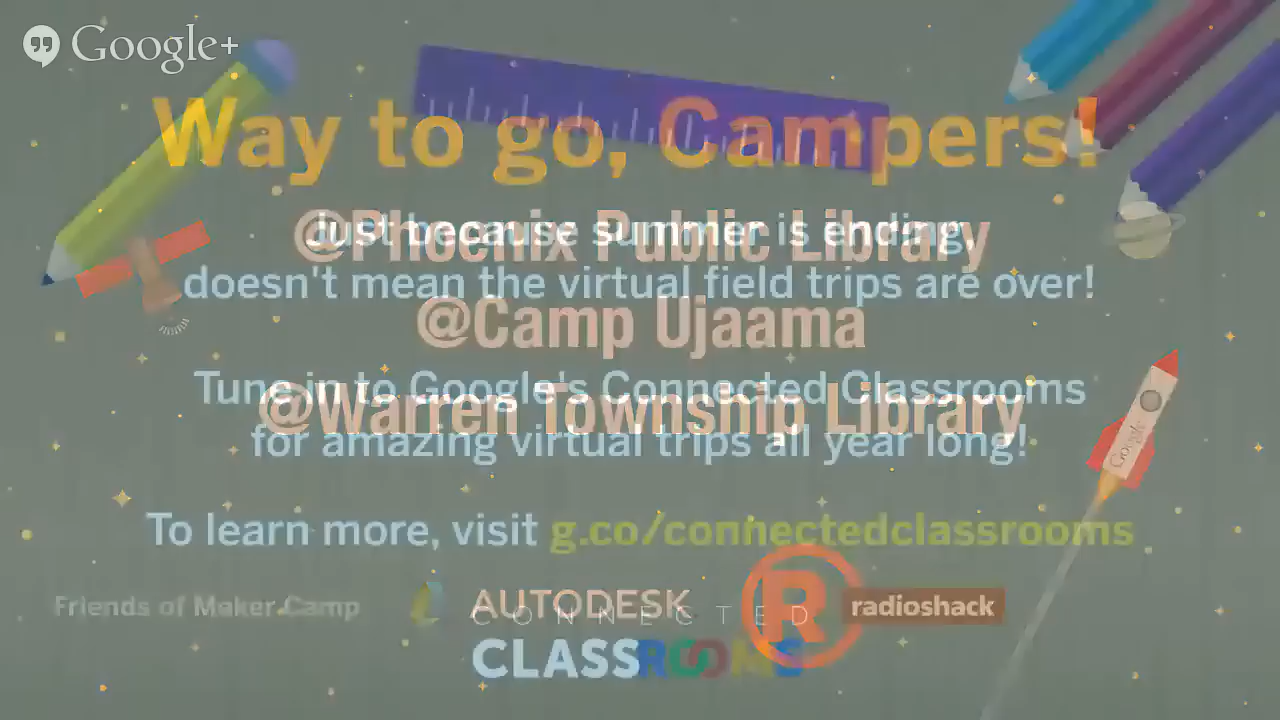 Google+
Way to go, Campers!
@Phoenix Public Library
Just because summer is ending,
doesn't mean the virtual field trips are over!
@Camp Ujaama
Tune in to Google's Connected Classrooms
@Warren Township Library
for amazing virtual trips all year long!
Google
To learn more, visit g.co/connectedclassrooms
Friends of Maker Camp
AUTODESK
R radioshack
CONNECTED
CLASSROOMS